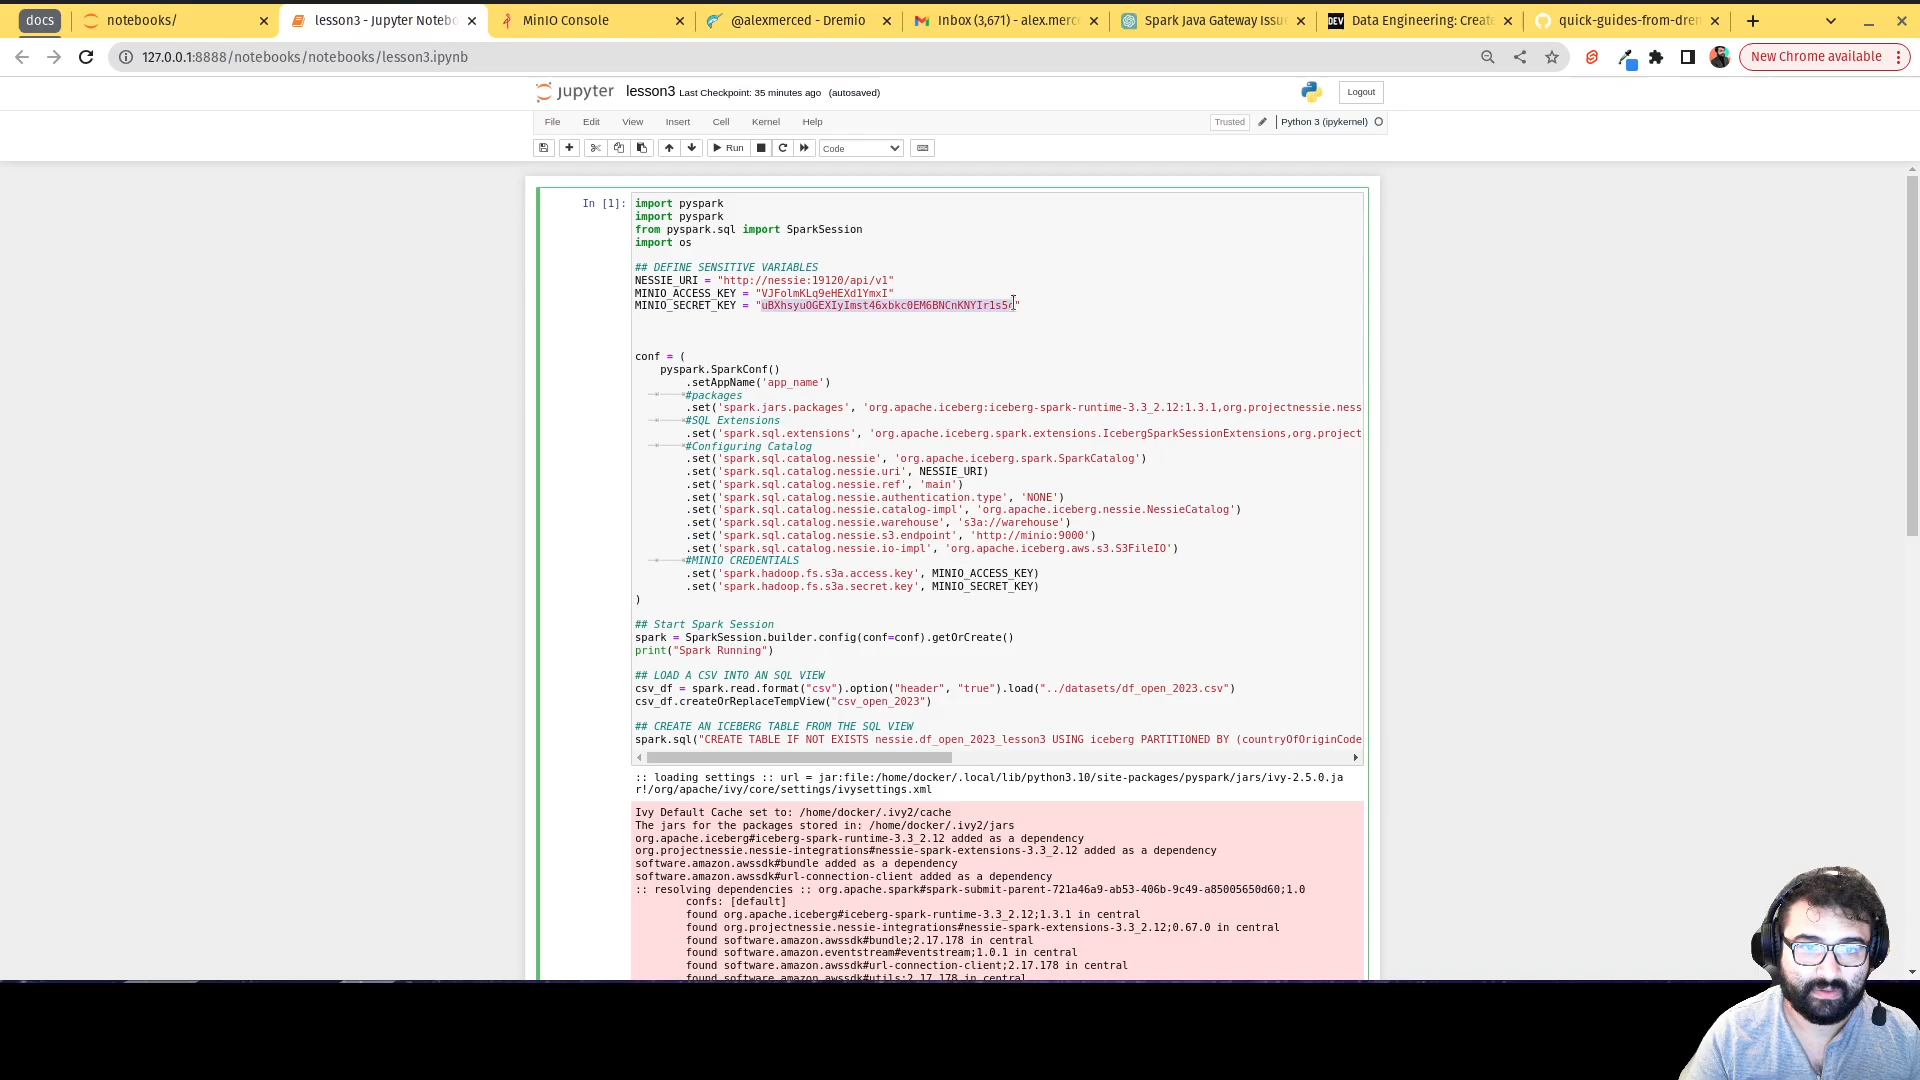 docs
notebooks/
lesson3 - Jupyter Notebo
MinIO Console
@alexmerced - Dremio
Inbox (3,671) - alex.merce
Spark Java Gateway Issu
DEV
Data Engineering: Create
quick-guides-from-drem
127.0.0.1:8888/notebooks/notebooks/lesson3.ipynb
New Chrome available
jupyter
lesson3 Last Checkpoint: 35 minutes ago (autosaved)
Logout
File Edit View Insert Cell Kernel Help
Trusted
Python 3 (ipykernel)
Run
Code
In [1]:
import pyspark
import pyspark
from pyspark.sql import SparkSession
import os
## DEFINE SENSITIVE VARIABLES
NESSIE_URI = "http://nessie:19120/api/v1"
MINIO_ACCESS_KEY = "VJFolmKLq9eHEXd1YmxI"
MINIO_SECRET_KEY =
conf = (
pyspark.SparkConf()
.setAppName('app_name')
#packages
.set('spark.jars.packages', 'org.apache.iceberg:iceberg-spark-runtime-3.3_2.12:1.3.1,org.projectnessie.ness
#SQL Extensions
.set('spark.sql.extensions', 'org.apache.iceberg.spark.extensions.IcebergSparkSessionExtensions,org.project
#Configuring Catalog
.set('spark.sql.catalog.nessie', 'org.apache.iceberg.spark.SparkCatalog')
.set('spark.sql.catalog.nessie.uri', NESSIE_URI)
.set('spark.sql.catalog.nessie.ref', 'main')
.set('spark.sql.catalog.nessie.authentication.type', 'NONE')
.set('spark.sql.catalog.nessie.catalog-impl', 'org.apache.iceberg.nessie.NessieCatalog')
.set('spark.sql.catalog.nessie.warehouse', 's3a://warehouse')
.set('spark.sql.catalog.nessie.s3.endpoint', 'http://minio:9000')
.set('spark.sql.catalog.nessie.io-impl', 'org.apache.iceberg.aws.s3.S3FileIO')
#MINIO CREDENTIALS
.set('spark.hadoop.fs.s3a.access.key', MINIO_ACCESS_KEY)
.set('spark.hadoop.fs.s3a.secret.key', MINIO_SECRET_KEY)
)
## Start Spark Session
spark = SparkSession.builder.config(conf=conf).getOrCreate()
print("Spark Running")
## LOAD A CSV INTO AN SQL VIEW
csv_df = spark.read.format("csv").option("header", "true").load("../datasets/df_open_2023.csv")
csv_df.createOrReplaceTempView("csv_open_2023")
## CREATE AN ICEBERG TABLE FROM THE SQL VIEW
spark.sql("CREATE TABLE IF NOT EXISTS nessie.df_open_2023_lesson3 USING iceberg PARTITIONED BY (countryOfOriginCode
:: loading settings :: url = jar:file:/home/docker/.local/lib/python3.10/site-packages/pyspark/jars/ivy-2.5.0.ja
r!/org/apache/ivy/core/settings/ivysettings.xml
Ivy Default Cache set to: /home/docker/.ivy2/cache
The jars for the packages stored in: /home/docker/.ivy2/jars
org.apache.iceberg#iceberg-spark-runtime-3.3_2.12 added as a dependency
org.projectnessie.nessie-integrations#nessie-spark-extensions-3.3_2.12 added as a dependency
software.amazon.awssdk#bundle added as a dependency
software.amazon.awssdk#url-connection-client added as a dependency
:: resolving dependencies :: org.apache.spark#spark-submit-parent-721a46a9-ab53-406b-9c49-a85005650d60;1.0
confs: [default]
found org.apache.iceberg#iceberg-spark-runtime-3.3_2.12;1.3.1 in central
found org.projectnessie.nessie-integrations#nessie-spark-extensions-3.3_2.12;0.67.0 in central
found software.amazon.awssdk#bundle;2.17.178 in central
found software.amazon.eventstream#eventstream;1.0.1 in central
found software.amazon.awssdk#url-connection-client;2.17.178 in central
found software.amazon.awssdk#utils;2.17.178 in central